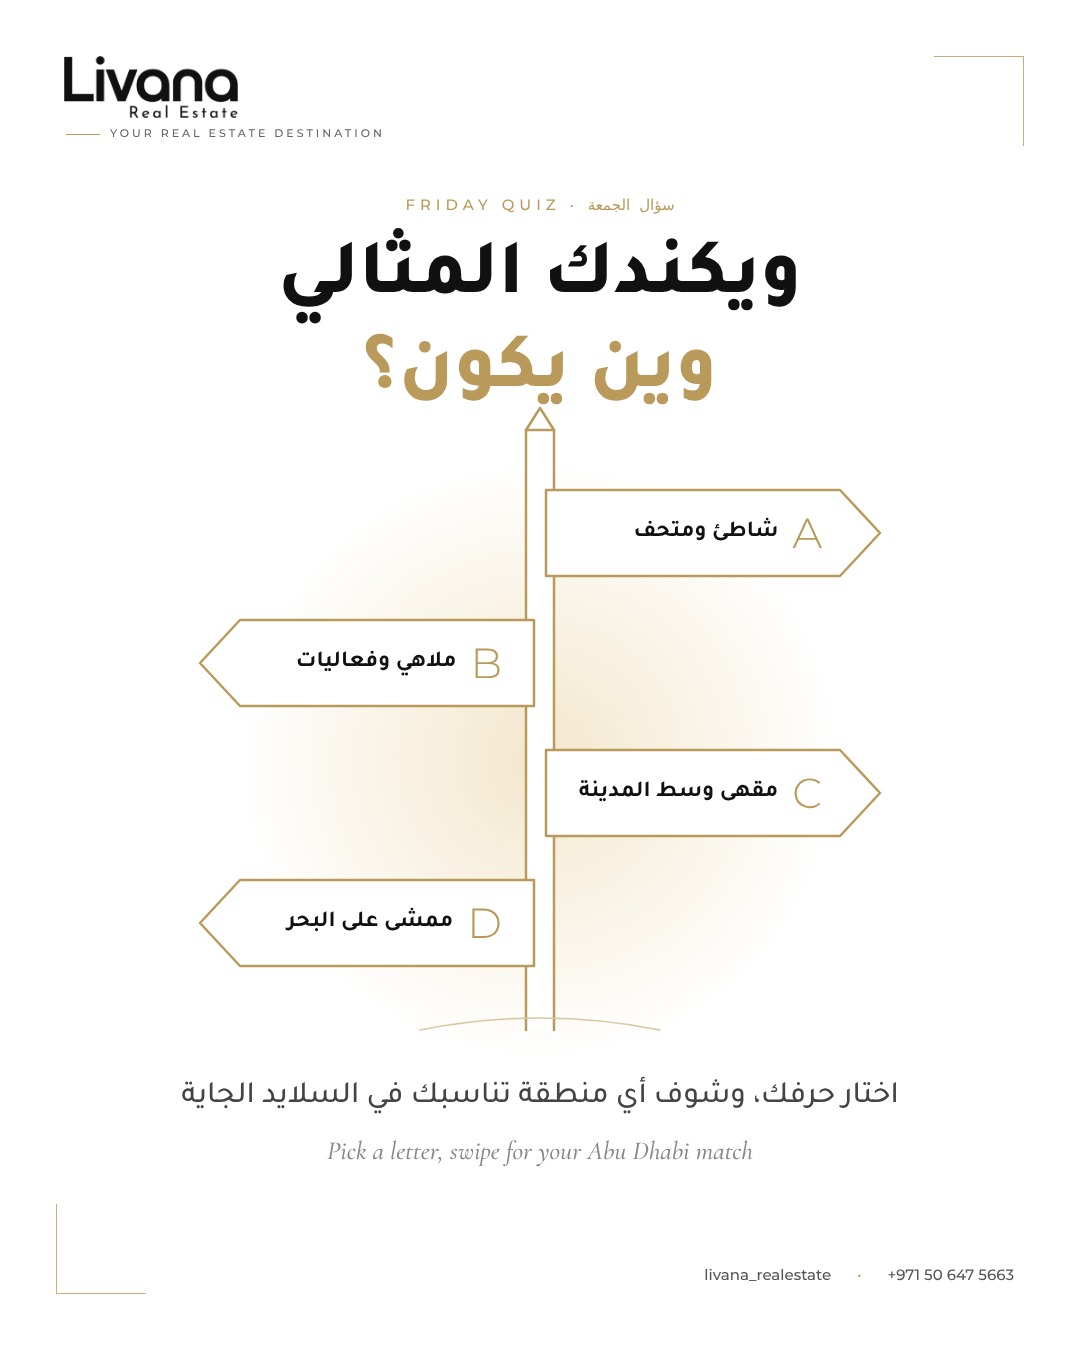 Livana
Real Estate
YOUR REAL ESTATE DESTINATION
FRIDAY QUIZ · سؤال الجمعة
ويكندك المثالي
وين يكون؟
A شاطئ ومتحف
B ملاهي وفعاليات
C مقهى وسط المدينة
D ممشى على البحر
اختار حرفك، وشوف أي منطقة تناسبك في السلايد الجاية
Pick a letter, swipe for your Abu Dhabi match
livana_realestate · +971 50 647 5663